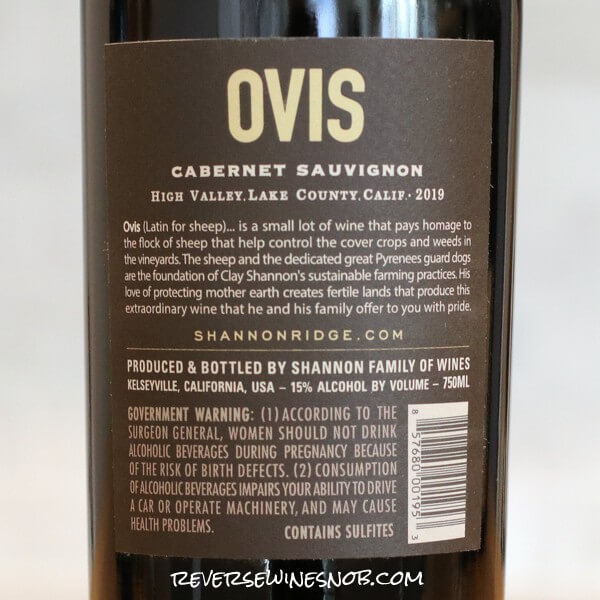 OVIS
CABERNET SAUVIGNON
HIGH VALLEY, LAKE COUNTY, CALIF. · 2019
Ovis (Latin for sheep)... is a small lot of wine that pays homage to
the flock of sheep that help control the cover crops and weeds in
the vineyards. The sheep and the dedicated great Pyrenees guard dogs
are the foundation of Clay Shannon's sustainable farming practices. His
love of protecting mother earth creates fertile lands that produce this
extraordinary wine that he and his family offer to you with pride.
SHANNONRIDGE.COM
PRODUCED & BOTTLED BY SHANNON FAMILY OF WINES
KELSEYVILLE, CALIFORNIA, USA – 15% ALCOHOL BY VOLUME – 750ML
GOVERNMENT WARNING: (1) ACCORDING TO THE
SURGEON GENERAL, WOMEN SHOULD NOT DRINK
ALCOHOLIC BEVERAGES DURING PREGNANCY BECAUSE
OF THE RISK OF BIRTH DEFECTS. (2) CONSUMPTION
OF ALCOHOLIC BEVERAGES IMPAIRS YOUR ABILITY TO DRIVE
A CAR OR OPERATE MACHINERY, AND MAY CAUSE
HEALTH PROBLEMS.
CONTAINS SULFITES
8 57680 00195 3
REVERSEWINESNOB.COM